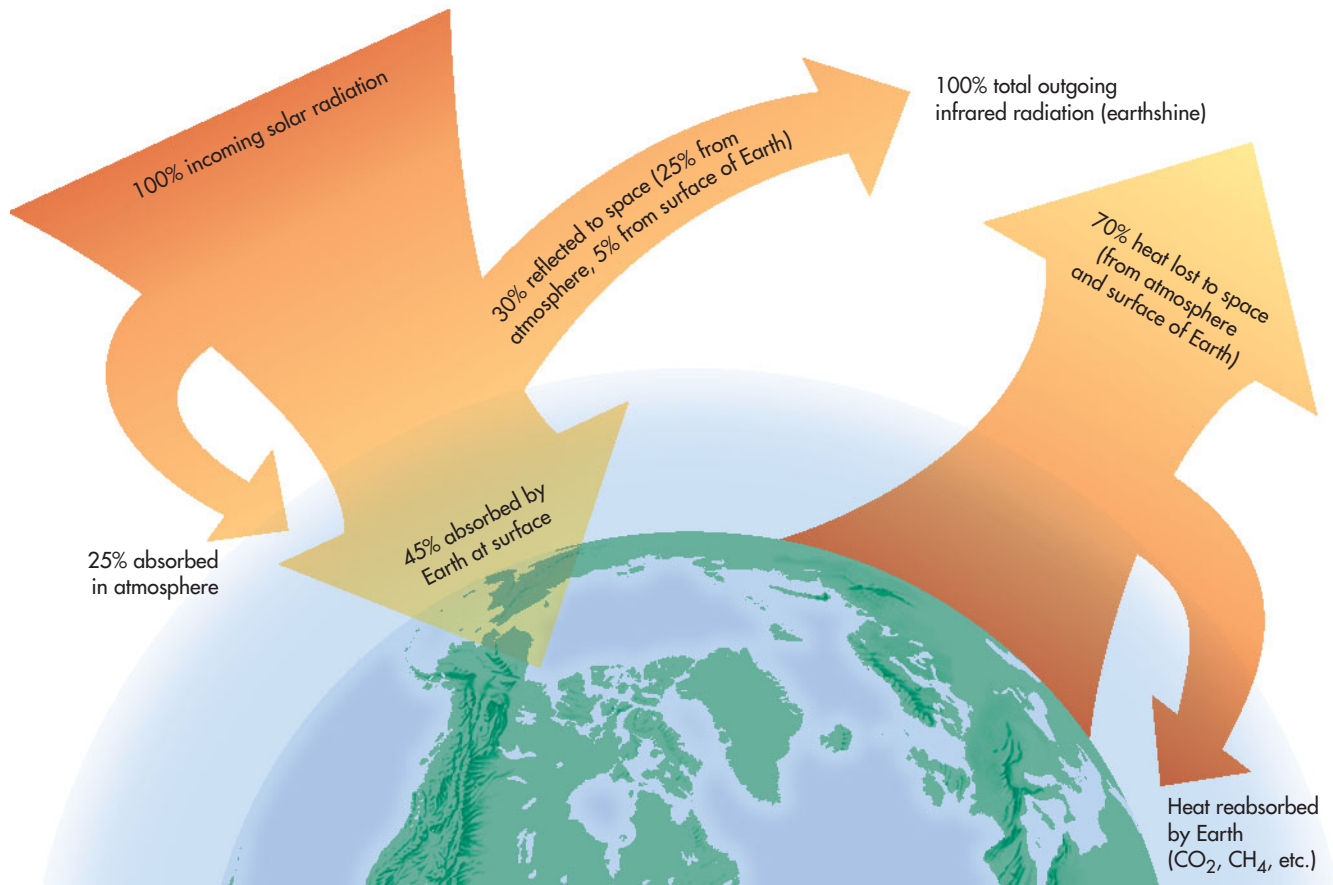 100% incoming solar radiation
30% reflected to space (25% from
atmosphere, 5% from surface of Earth)
100% total outgoing
infrared radiation (earthshine)
70% heat lost to space
(from atmosphere
and surface of Earth)
25% absorbed
in atmosphere
45% absorbed by
Earth at surface
Heat reabsorbed
by Earth
(CO₂, CH₄, etc.)